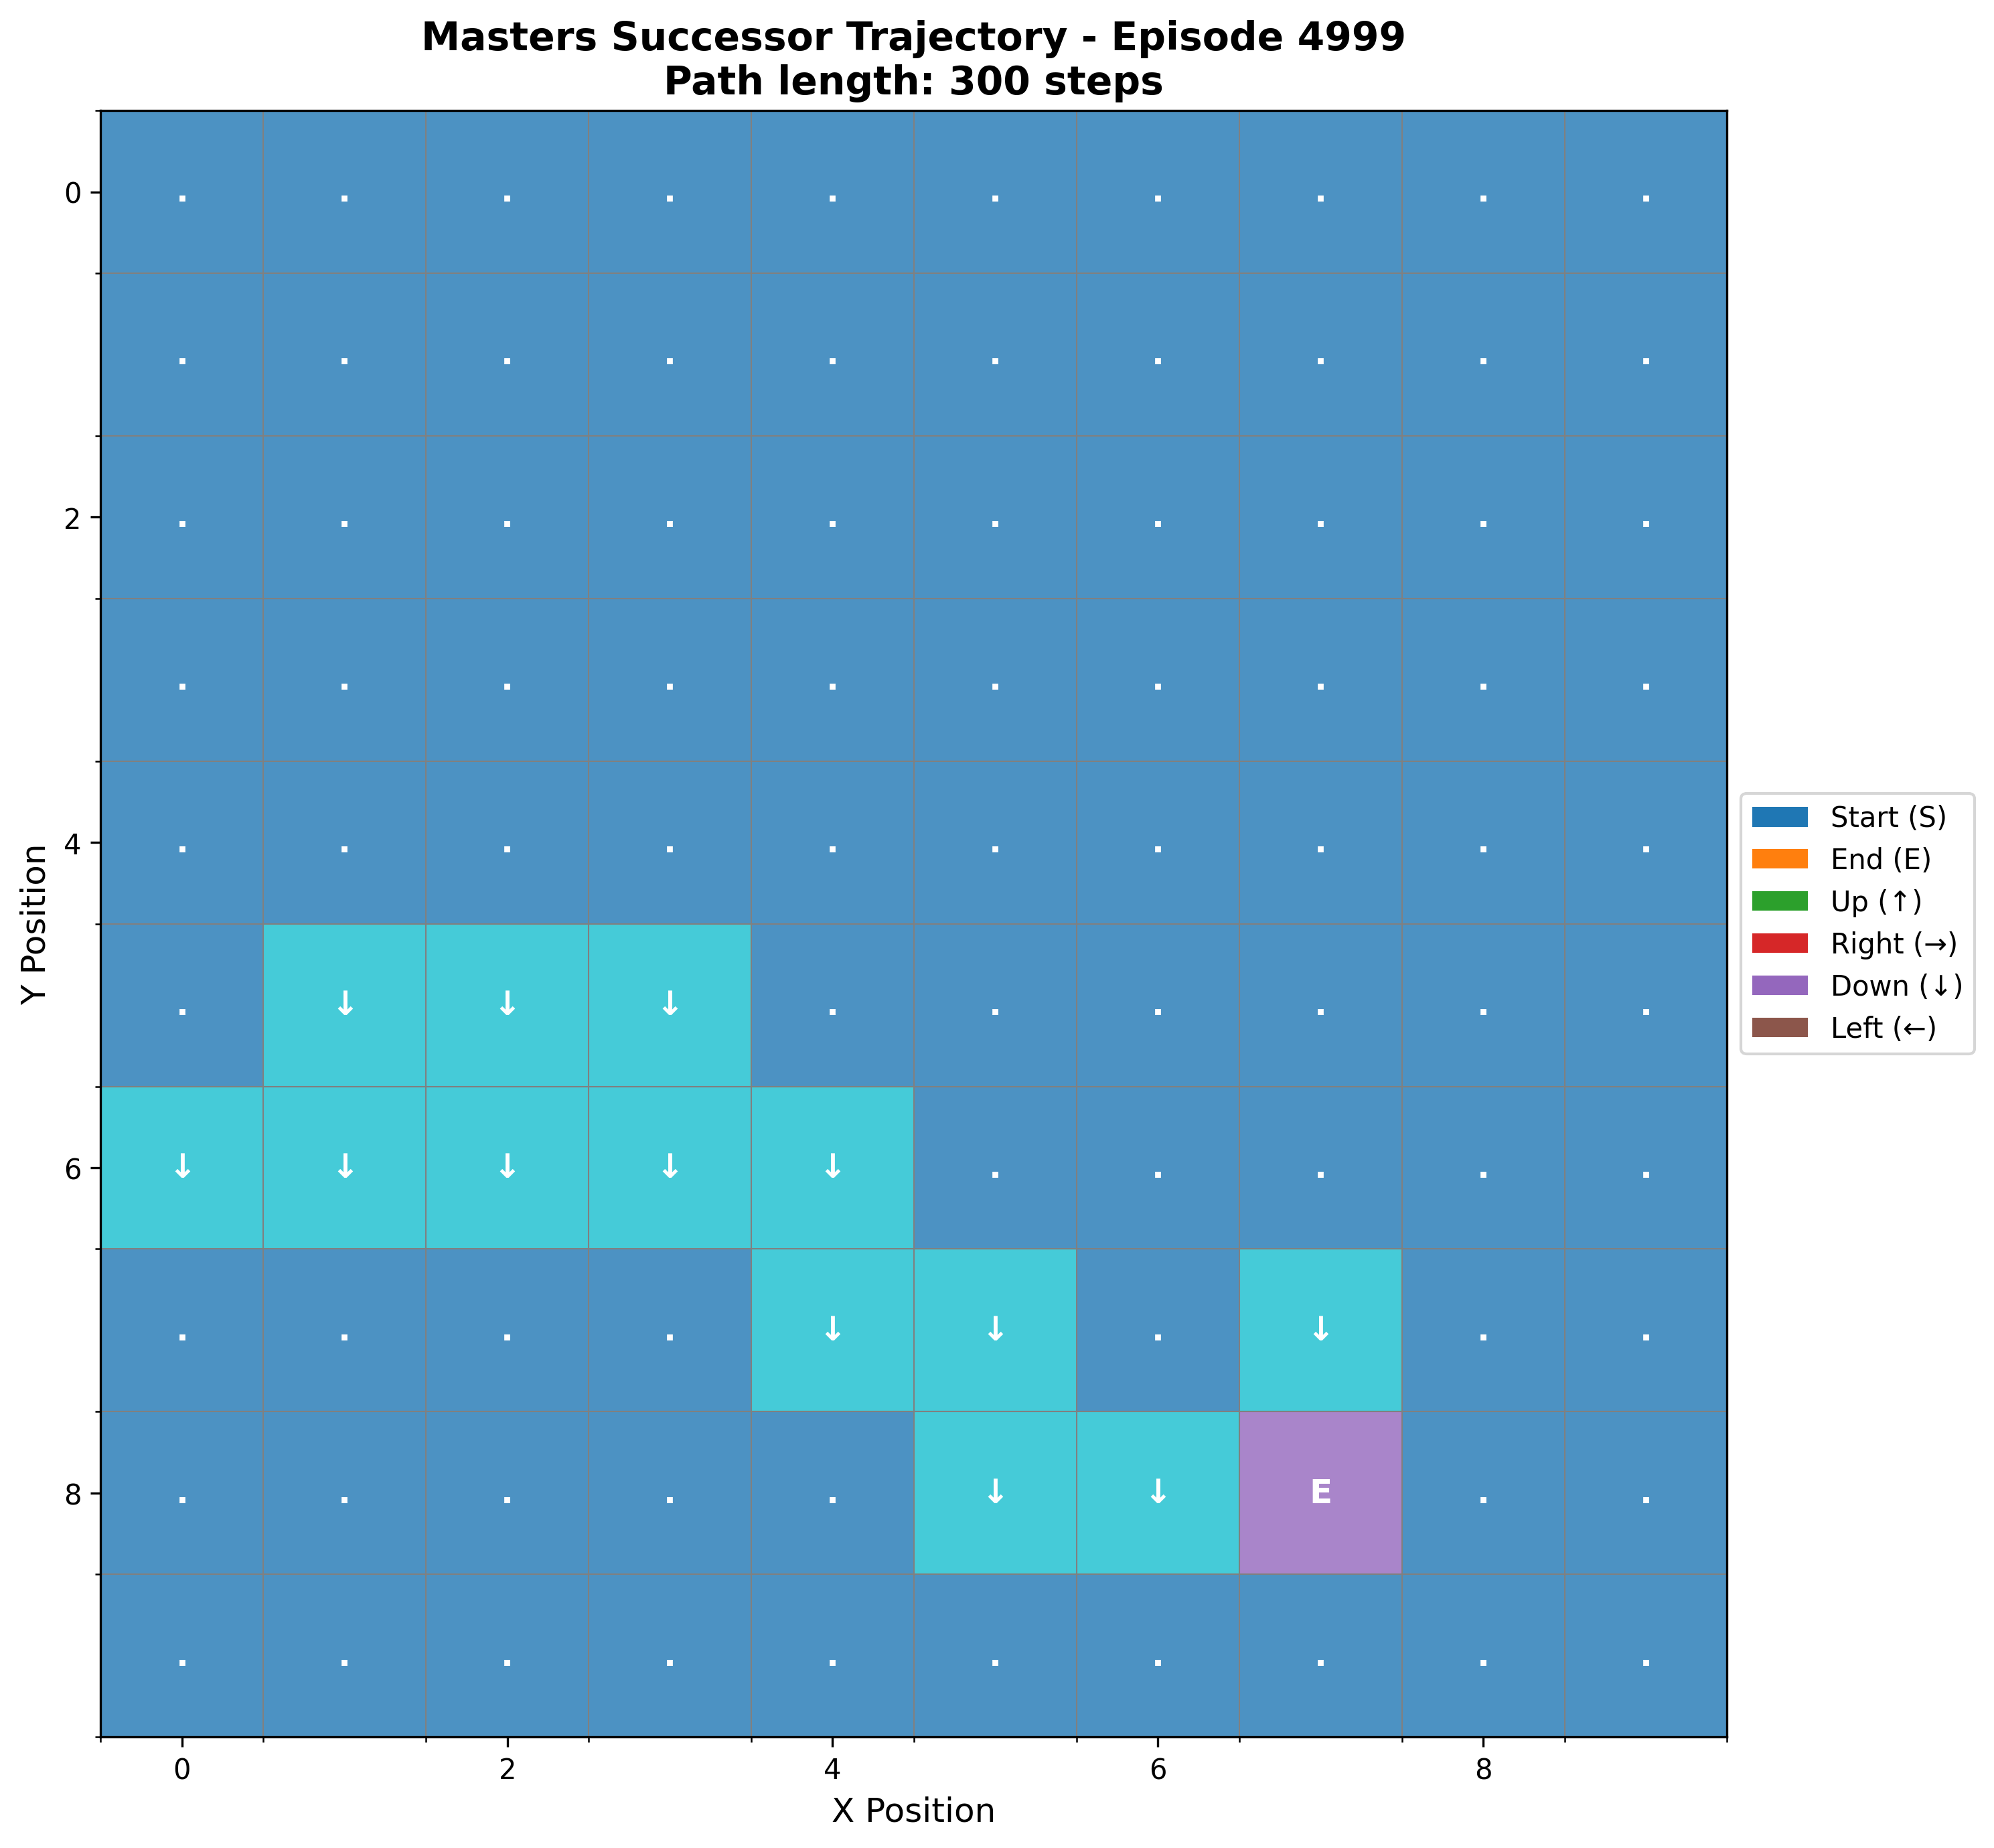 Masters Successor Trajectory - Episode 4999
Path length: 300 steps
0
. . . . . . . . . .
. . . . . . . . . .
2
. . . . . . . . . .
. . . . . . . . . .
4
. . . . . . . . . .
. ↓ ↓ ↓ . . . . . .
6
↓ ↓ ↓ ↓ ↓ . . . . .
. . . . ↓ ↓ . ↓ . .
8
. . . . . ↓ ↓ E . .
. . . . . . . . . .
0 2 4 6 8
X Position
Y Position
Start (S)
End (E)
Up (↑)
Right (→)
Down (↓)
Left (←)